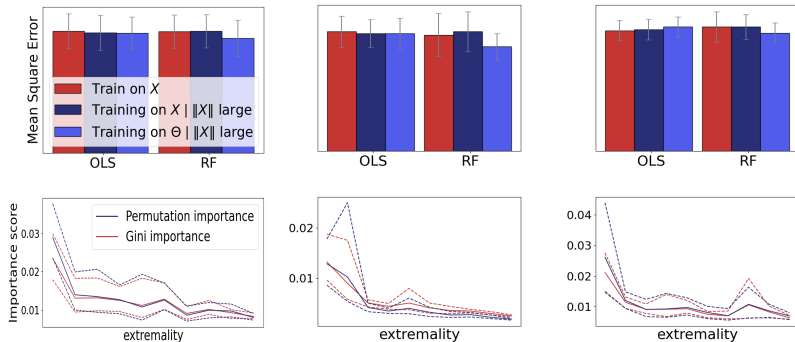 Mean Square Error
Train on X
Training on X | ‖X‖ large
Training on Θ | ‖X‖ large
OLS RF
OLS RF
OLS RF
Importance score
0.03
0.02
0.01
Permutation importance
Gini importance
extremality
0.02
0.01
extremality
0.04
0.03
0.02
0.01
extremality